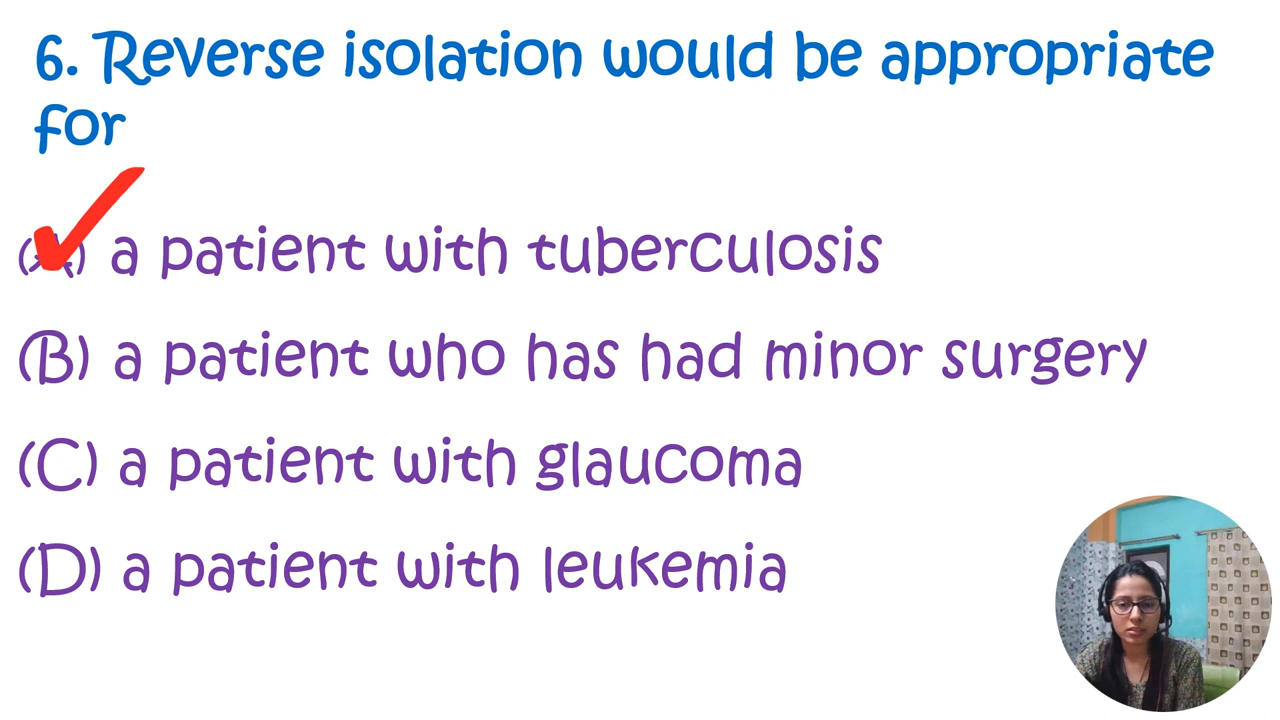 6. Reverse isolation would be appropriate
for
(A) a patient with tuberculosis
(B) a patient who has had minor surgery
(C) a patient with glaucoma
(D) a patient with leukemia